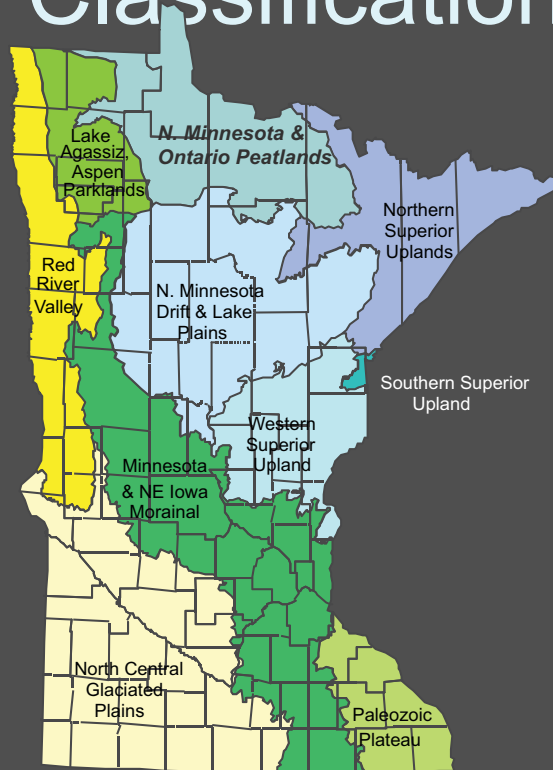 Classification
N. Minnesota &
Ontario Peatlands
Lake
Agassiz,
Aspen
Parklands
Northern
Superior
Uplands
Red
River
Valley
N. Minnesota
Drift & Lake
Plains
Southern Superior
Upland
Western
Superior
Upland
Minnesota
& NE Iowa
Morainal
North Central
Glaciated
Plains
Paleozoic
Plateau